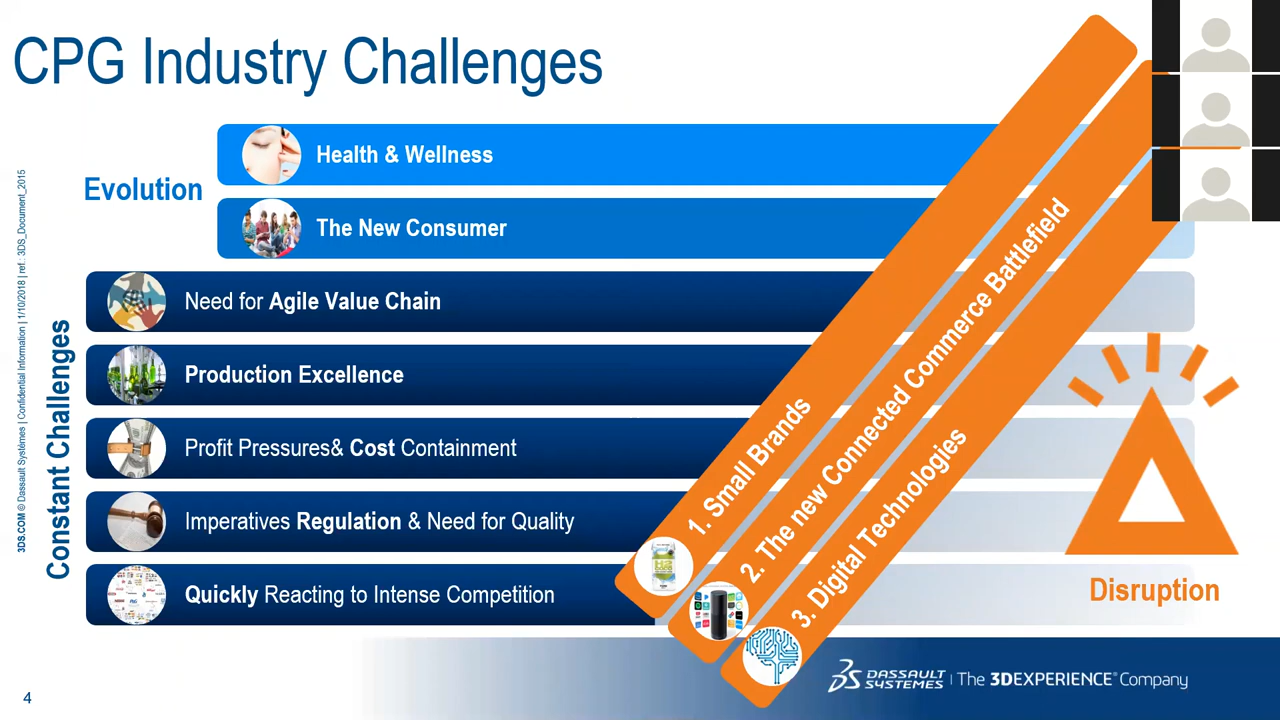 CPG Industry Challenges
Evolution
Health & Wellness
The New Consumer
Constant Challenges
Need for Agile Value Chain
Production Excellence
Profit Pressures& Cost Containment
Imperatives Regulation & Need for Quality
Quickly Reacting to Intense Competition
1. Small Brands
2. The new Connected Commerce Battlefield
3. Digital Technologies
Disruption
3DS.COM © Dassault Systèmes | Confidential Information | 1/10/2018 | ref.: 3DS_Document_2015
4
DASSAULT
SYSTEMES
The 3DEXPERIENCE® Company